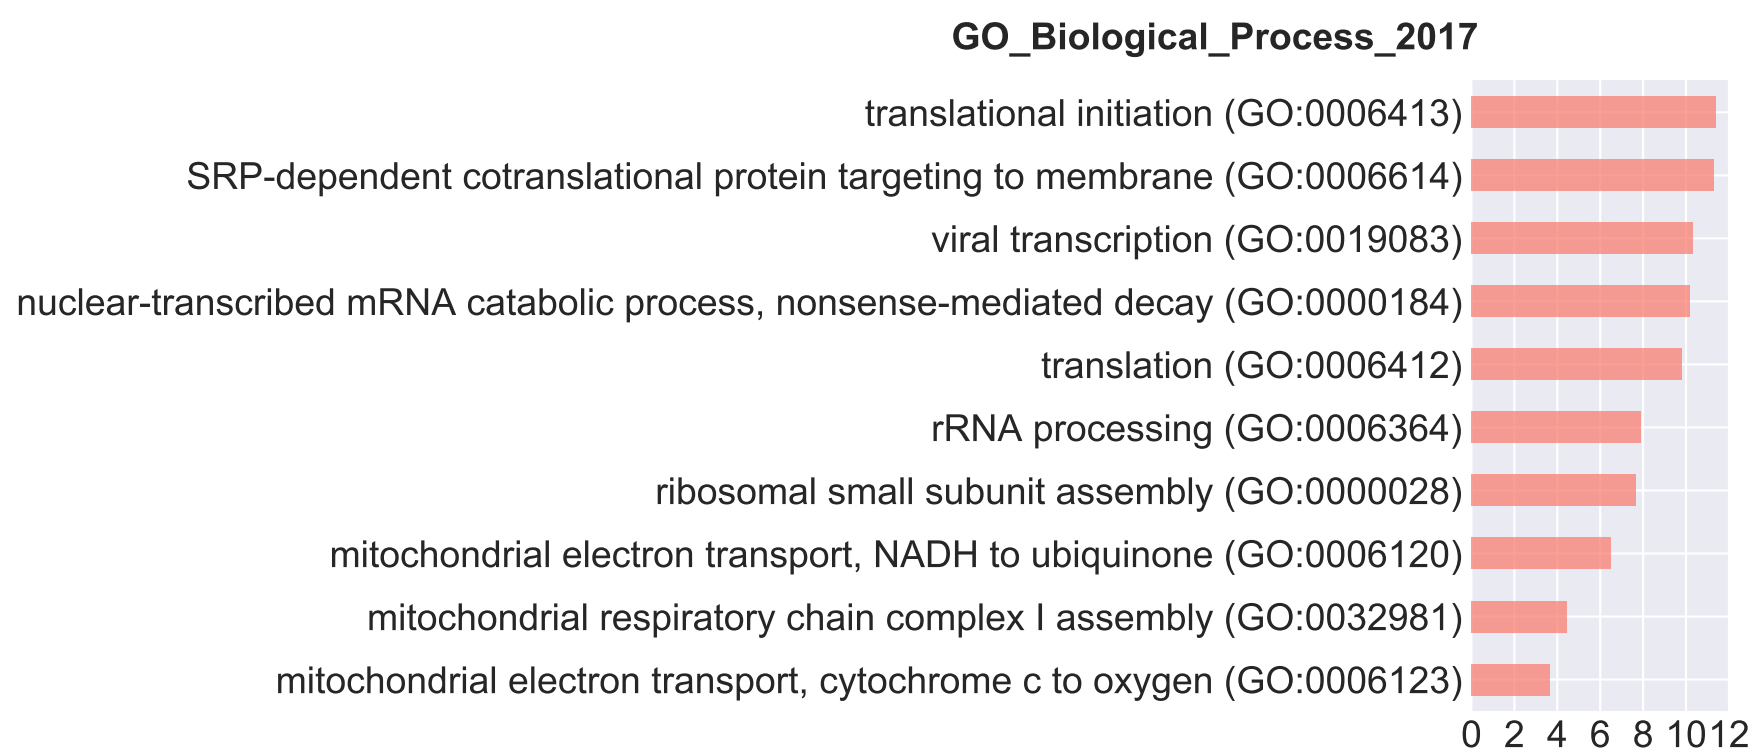 GO_Biological_Process_2017
translational initiation (GO:0006413)
SRP-dependent cotranslational protein targeting to membrane (GO:0006614)
viral transcription (GO:0019083)
nuclear-transcribed mRNA catabolic process, nonsense-mediated decay (GO:0000184)
translation (GO:0006412)
rRNA processing (GO:0006364)
ribosomal small subunit assembly (GO:0000028)
mitochondrial electron transport, NADH to ubiquinone (GO:0006120)
mitochondrial respiratory chain complex I assembly (GO:0032981)
mitochondrial electron transport, cytochrome c to oxygen (GO:0006123)
0 2 4 6 8 10 12